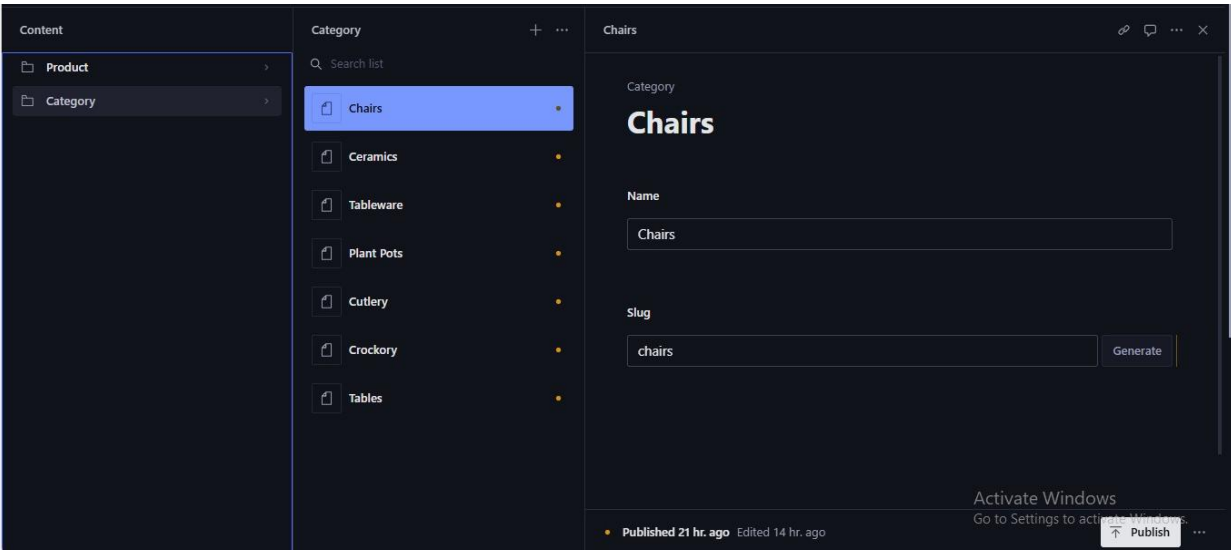 Content
Product
Category
Category
Search list
Chairs
Ceramics
Tableware
Plant Pots
Cutlery
Crockory
Tables
Chairs
Category
Chairs
Name
Chairs
Slug
chairs
Generate
Activate Windows
Go to Settings to activate Windows.
Published 21 hr. ago Edited 14 hr. ago
Publish